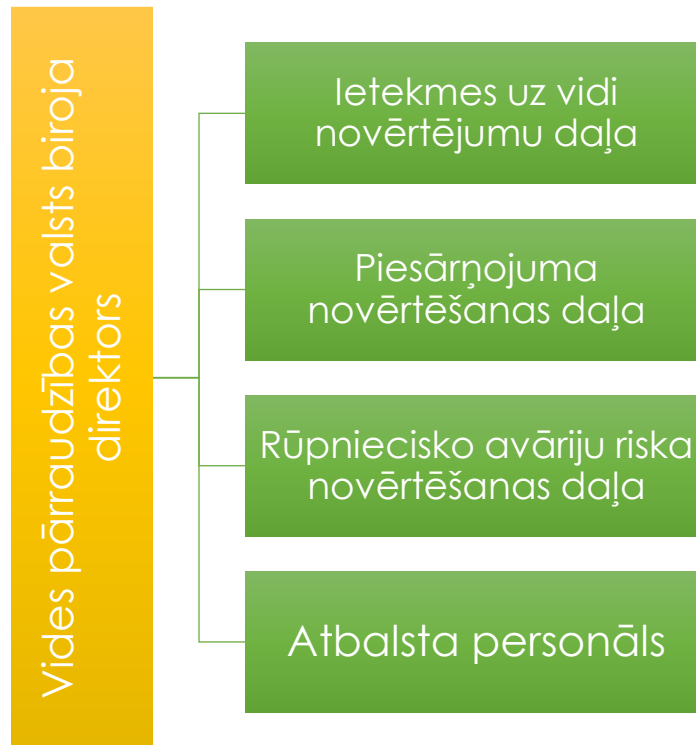 Vides pārraudzības valsts biroja
direktors
Ietekmes uz vidi
novērtējumu daļa
Piesārņojuma
novērtēšanas daļa
Rūpniecisko avāriju riska
novērtēšanas daļa
Atbalsta personāls